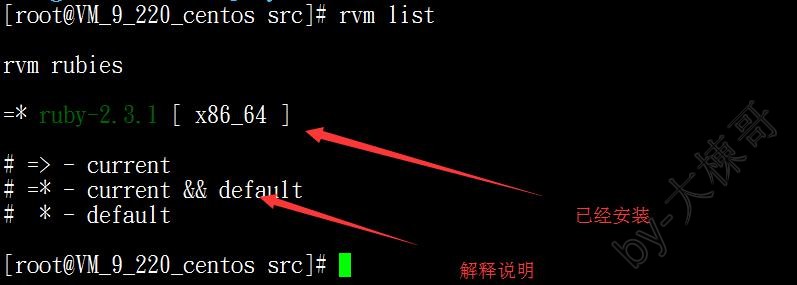 [root@VM_9_220_centos src]# rvm list
rvm rubies
=* ruby-2.3.1 [ x86_64 ]
# => - current
# =* - current && default
#  * - default
已经安装
[root@VM_9_220_centos src]#
解释说明
by-大栋哥